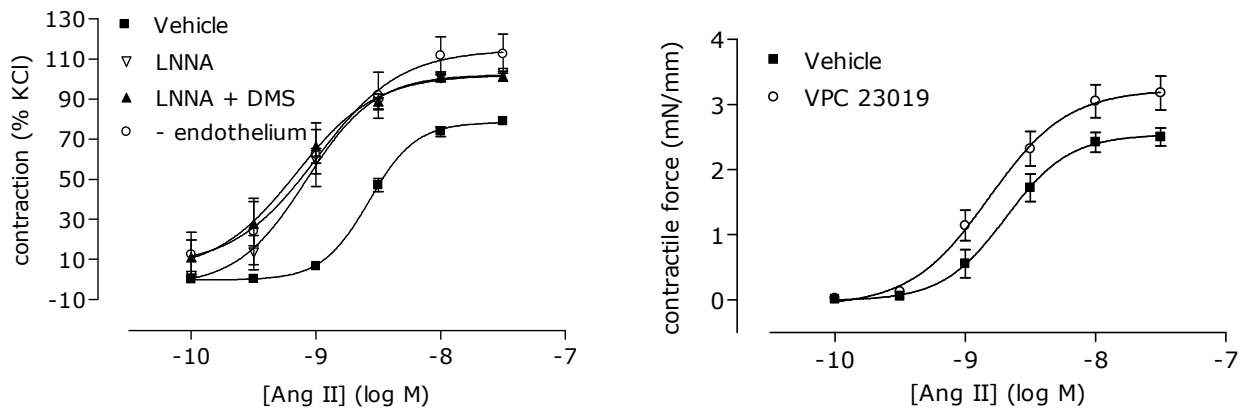 130
110
90
70
50
30
10
-10
contraction (% KCl)
Vehicle
LNNA
LNNA + DMS
- endothelium
-10
-9
-8
-7
[Ang II] (log M)
4
3
2
1
0
contractile force (mN/mm)
Vehicle
VPC 23019
-10
-9
-8
-7
[Ang II] (log M)